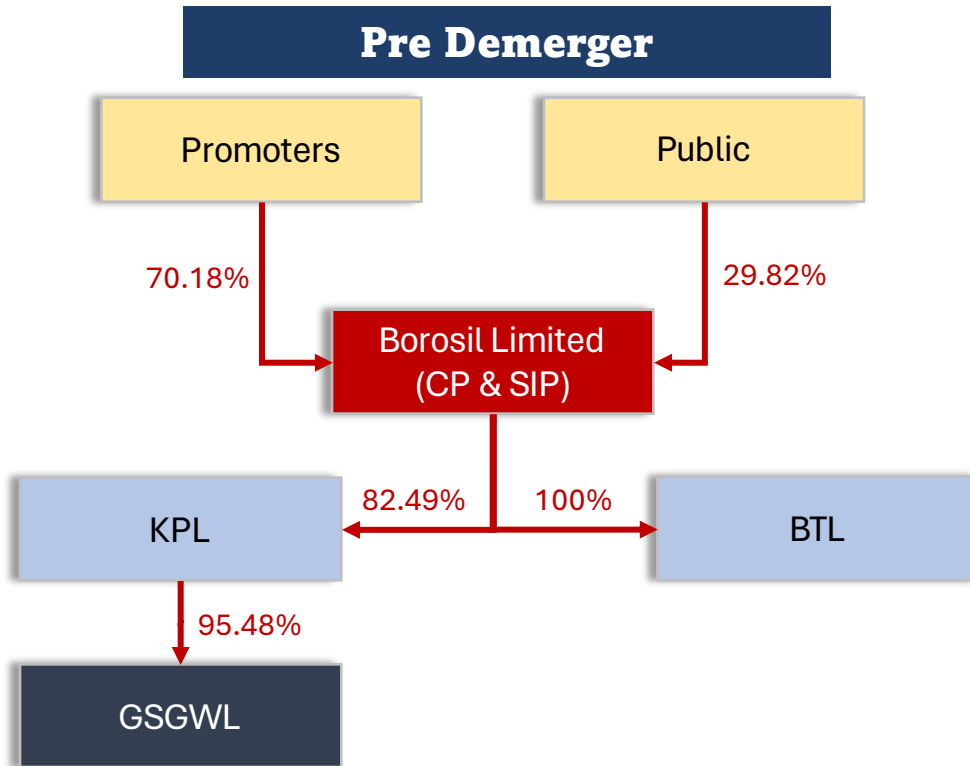 Pre Demerger
Promoters
Public
70.18%
29.82%
Borosil Limited
(CP & SIP)
82.49%
100%
KPL
BTL
95.48%
GSGWL